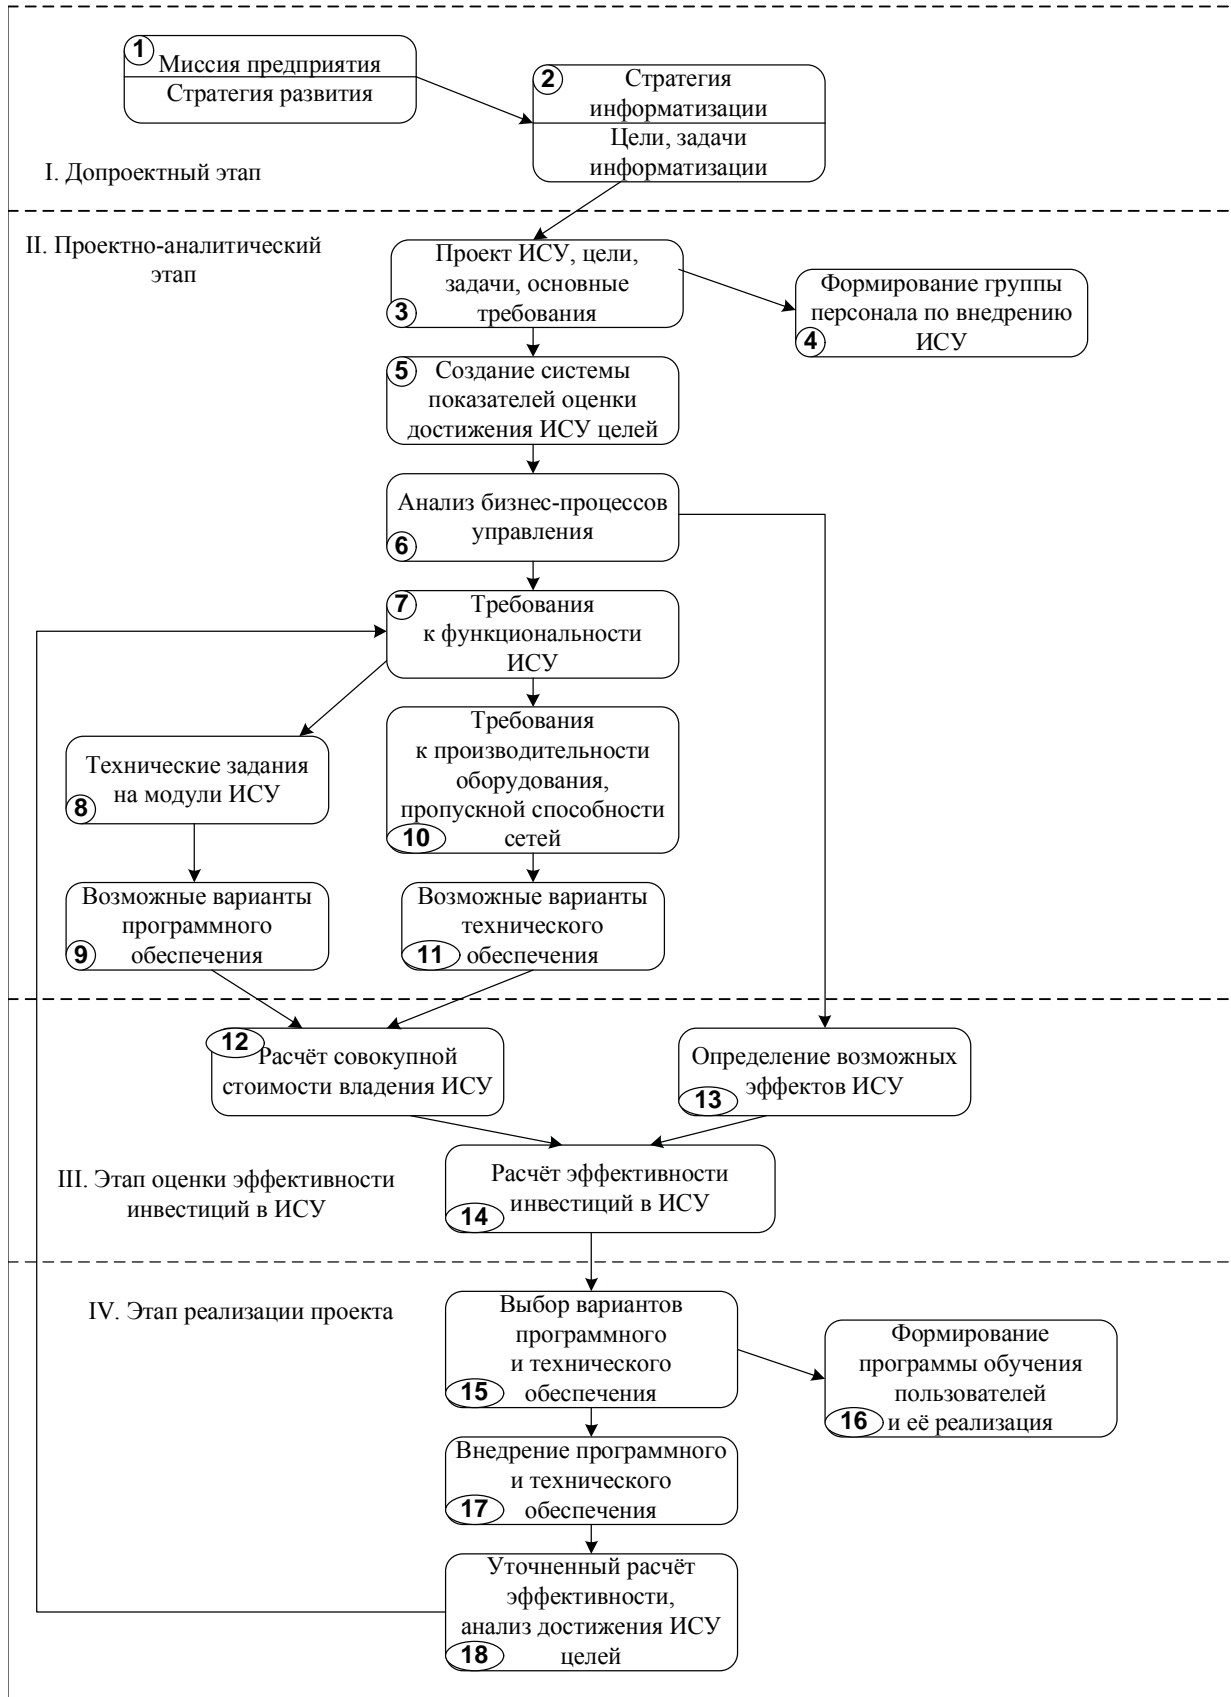 1
Миссия предприятия
Стратегия развития
2
Стратегия
информатизации
Цели, задачи
информатизации
I. Допроектный этап
II. Проектно-аналитический
этап
Проект ИСУ, цели,
задачи, основные
3 требования
Формирование группы
персонала по внедрению
4 ИСУ
5 Создание системы
показателей оценки
достижения ИСУ целей
Анализ бизнес-процессов
управления
6
7 Требования
к функциональности
ИСУ
Технические задания
на модули ИСУ
8
Требования
к производительности
оборудования,
пропускной способности
10 сетей
Возможные варианты
программного
9 обеспечения
Возможные варианты
технического
11 обеспечения
12
Расчёт совокупной
стоимости владения ИСУ
Определение возможных
эффектов ИСУ
13
III. Этап оценки эффективности
инвестиций в ИСУ
Расчёт эффективности
инвестиций в ИСУ
14
IV. Этап реализации проекта
Выбор вариантов
программного
и технического
15 обеспечения
Формирование
программы обучения
пользователей
16 и её реализация
Внедрение программного
и технического
17 обеспечения
Уточненный расчёт
эффективности,
анализ достижения ИСУ
18 целей